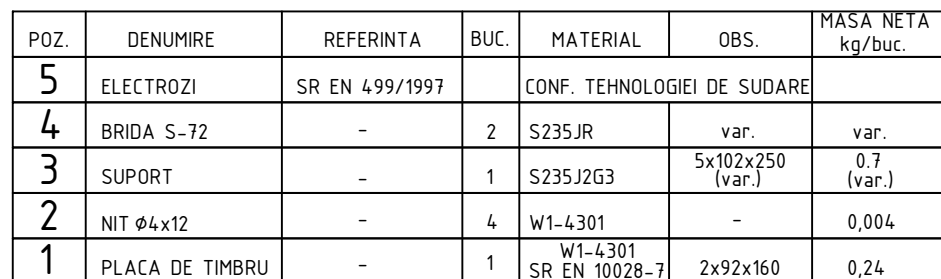 POZ. DENUMIRE REFERINTA BUC. MATERIAL OBS. MASA NETA kg/buc.
5 ELECTROZI SR EN 499/1997 CONF. TEHNOLOGIEI DE SUDARE
4 BRIDA S-72 - 2 S235JR var. var.
3 SUPORT - 1 S235J2G3 5x102x250 (var.) 0.7 (var.)
2 NIT Ø4x12 - 4 W1-4301 - 0,004
1 PLACA DE TIMBRU - 1 W1-4301 SR EN 10028-7 2x92x160 0,24